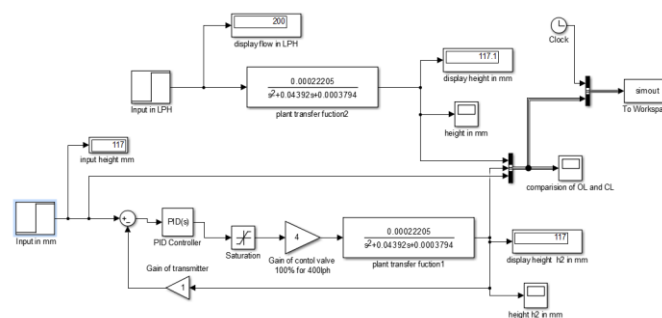 200
display flow in LPH
Clock
117.1
display height in mm
simout
To Workspa
Input in LPH
0.00022205
s²+0.04392s+0.0003794
plant transfer fuction2
height in mm
117
input height mm
comparision of OL and CL
Input in mm
PID(s)
PID Controller
Saturation
4
Gain of contol valve
100% for 400lph
0.00022205
s²+0.04392s+0.0003794
plant transfer fuction1
117
display height h2 in mm
Gain of transmitter
1
height h2 in mm